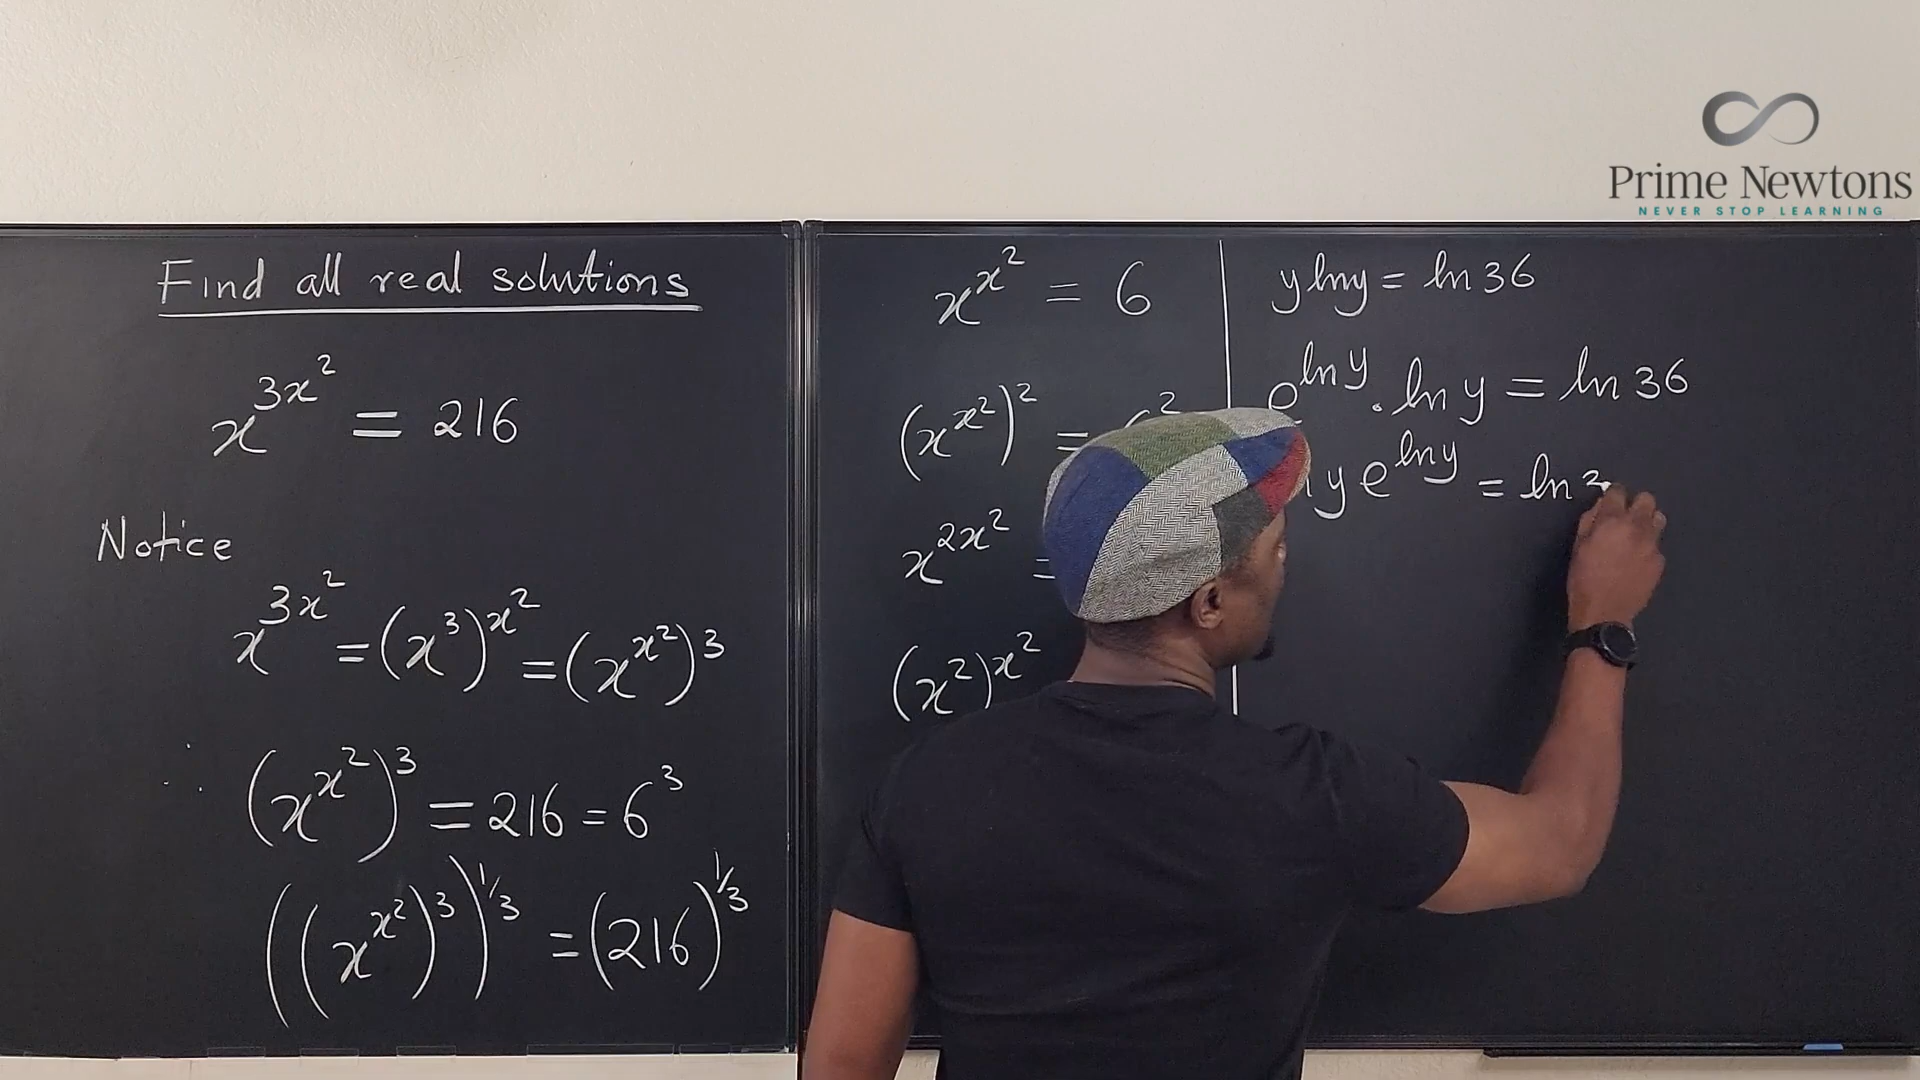 Prime Newtons
NEVER STOP LEARNING
Find all real solutions
x^{3x^2} = 216
Notice
x^{3x^2} = (x^3)^{x^2} = (x^{x^2})^3
∴ (x^{x^2})^3 = 216 = 6^3
((x^{x^2})^3)^{1/3} = (216)^{1/3}
x^{x^2} = 6
(x^{x^2})^2 =
x^{2x^2} =
(x^2)^{x^2}
y ln y = ln 36
e^{ln y} · ln y = ln 36
y e^{ln y} = ln 3